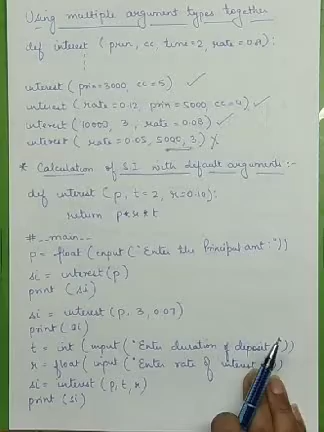 Using multiple argument types together
def interest ( prin, cc, time=2, rate=0.09):
:
interest ( prin=3000, cc=5) ✓
interest ( rate=0.12, prin=5000, cc=4) ✓
interest ( 10000, 3, rate=0.08) ✓
interest ( rate=0.05, 5000, 3) ✗
* Calculation of S.I with default arguments:-
def interest ( p, t=2, r=0.10):
return p*r*t
#__main__
p = float (input ("Enter the Principal amt:"))
si = interest (p)
print (si)
si = interest (p, 3, 0.07)
print (si)
t = int (input ("Enter duration of deposit"))
r = float ( input ("Enter rate of interest"))
si = interest (p, t, r)
print (si)